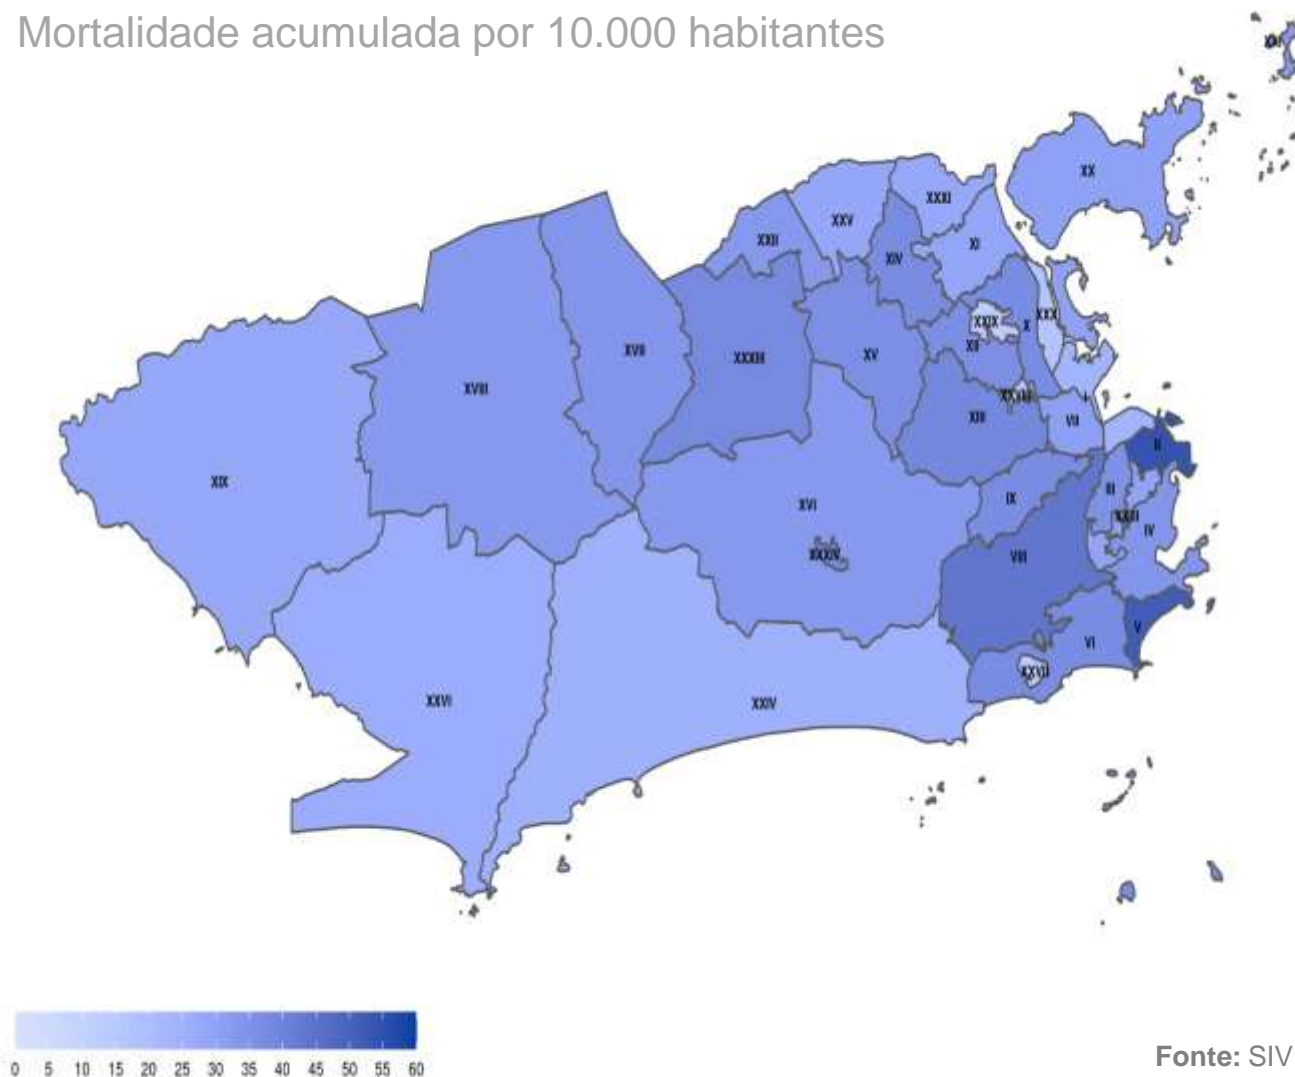 Mortalidade acumulada por 10.000 habitantes
XX
XXXI
XXV
XXII
XI
XIV
XXX
XXIX
X
XII
XVII
XXXIII
XV
XVIII
XIII
VII
I
II
XIX
XVI
IX
III
XXIII
IV
XXXIV
VIII
V
VI
XXVII
XXVI
XXIV
0 5 10 15 20 25 30 35 40 45 50 55 60
Fonte: SIV